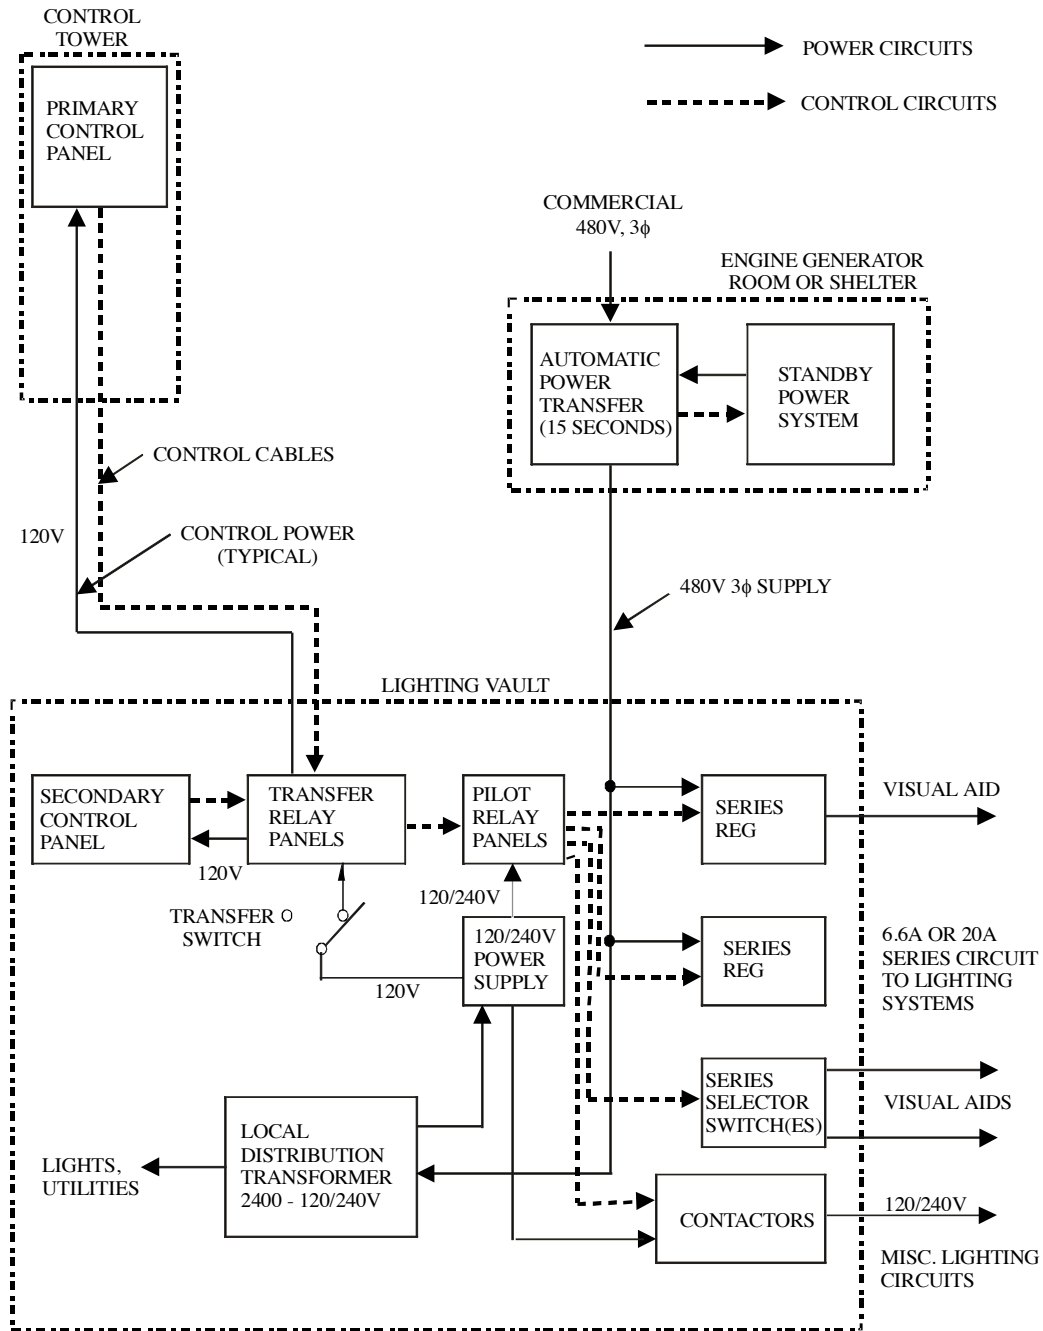 CONTROL
TOWER
POWER CIRCUITS
CONTROL CIRCUITS
PRIMARY
CONTROL
PANEL
COMMERCIAL
480V, 3ϕ
ENGINE GENERATOR
ROOM OR SHELTER
AUTOMATIC
POWER
TRANSFER
(15 SECONDS)
STANDBY
POWER
SYSTEM
CONTROL CABLES
120V
CONTROL POWER
(TYPICAL)
480V 3ϕ SUPPLY
LIGHTING VAULT
SECONDARY
CONTROL
PANEL
TRANSFER
RELAY
PANELS
PILOT
RELAY
PANELS
SERIES
REG
VISUAL AID
120V
120/240V
TRANSFER
SWITCH
120/240V
POWER
SUPPLY
120V
SERIES
REG
6.6A OR 20A
SERIES CIRCUIT
TO LIGHTING
SYSTEMS
SERIES
SELECTOR
SWITCH(ES)
VISUAL AIDS
LOCAL
DISTRIBUTION
TRANSFORMER
2400 - 120/240V
LIGHTS,
UTILITIES
CONTACTORS
120/240V
MISC. LIGHTING
CIRCUITS